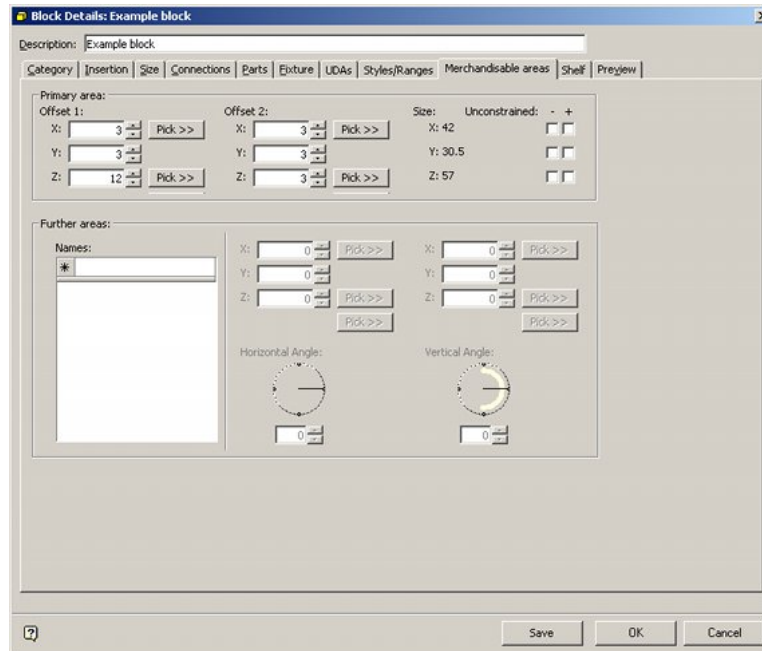 Block Details: Example block
Description: Example block
Category Insertion Size Connections Parts Fixture UDAs Styles/Ranges Merchandisable areas Shelf Preview
Primary area:
Offset 1: Offset 2: Size: Unconstrained: - +
X: 3 Pick >> X: 3 Pick >> X: 42
Y: 3 Y: 3 Y: 30.5
Z: 12 Pick >> Z: 3 Pick >> Z: 57
Further areas:
Names: X: 0 Pick >> X: 0 Pick >>
* Y: 0 Y: 0
Z: 0 Pick >> Z: 0 Pick >>
Pick >> Pick >>
Horizontal Angle: Vertical Angle:
0 0
? Save OK Cancel